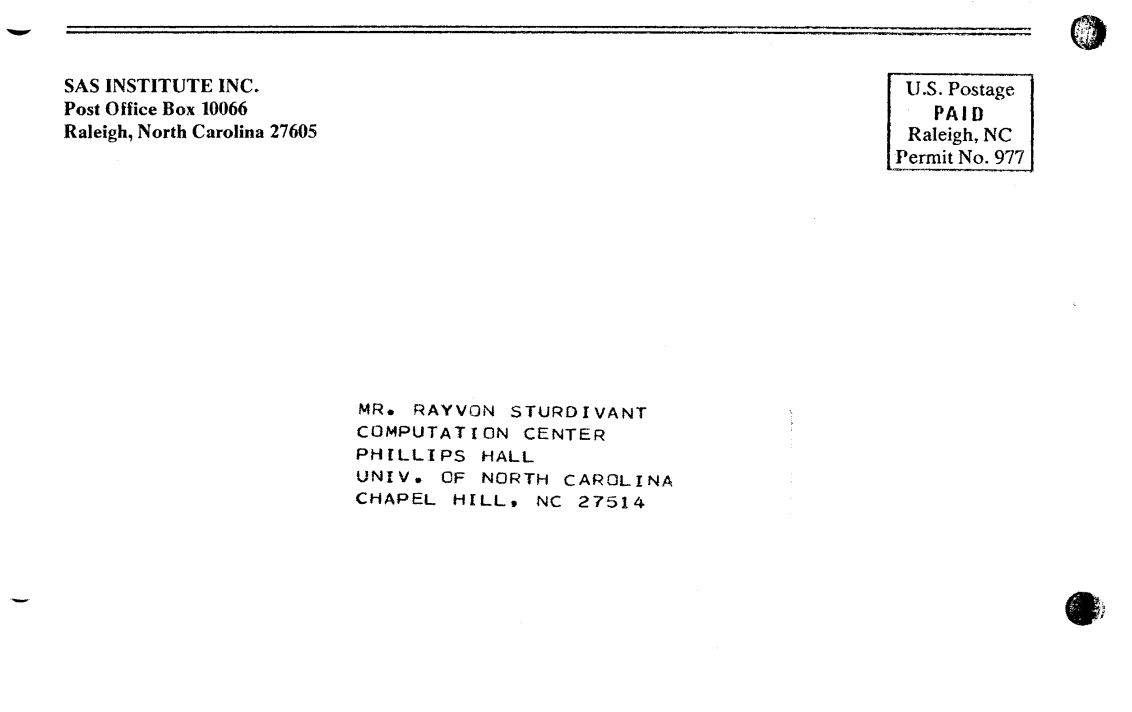 SAS INSTITUTE INC.
Post Office Box 10066
Raleigh, North Carolina 27605
U.S. Postage
PAID
Raleigh, NC
Permit No. 977
MR. RAYVON STURDIVANT
COMPUTATION CENTER
PHILLIPS HALL
UNIV. OF NORTH CAROLINA
CHAPEL HILL, NC 27514